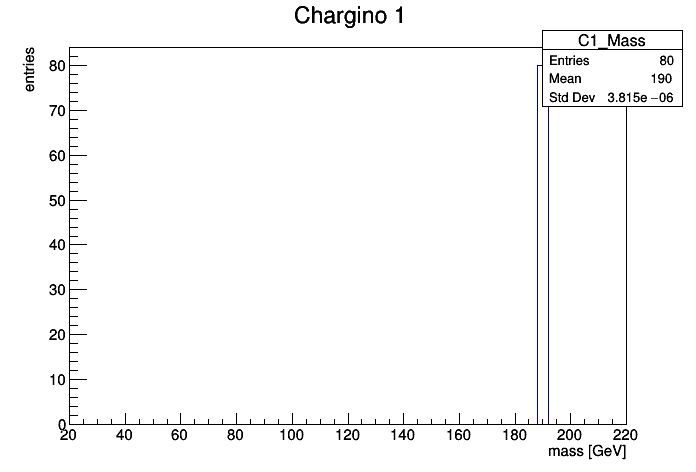 Chargino 1
entries
C1_Mass
Entries 80
Mean 190
Std Dev 3.815e −06
80
70
60
50
40
30
20
10
0
20 40 60 80 100 120 140 160 180 200 220
mass [GeV]